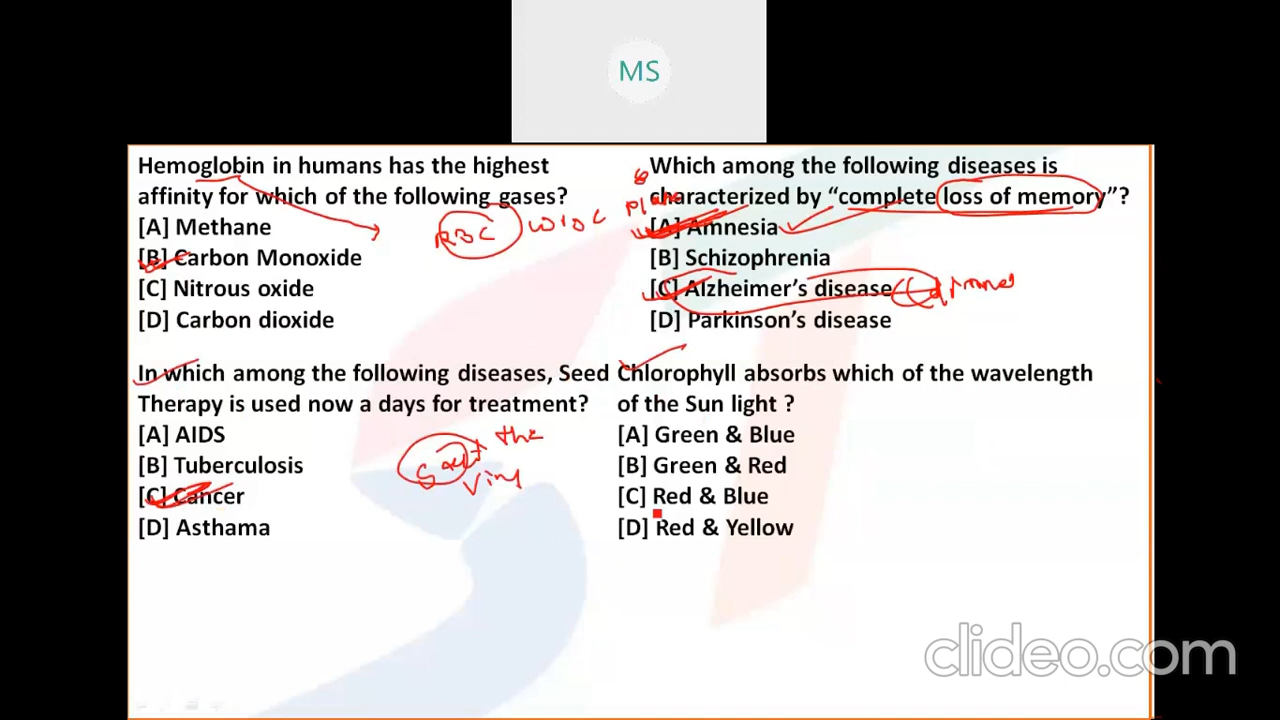 MS
Hemoglobin in humans has the highest
affinity for which of the following gases?
[A] Methane
[B] Carbon Monoxide
[C] Nitrous oxide
[D] Carbon dioxide
RBC WBC
Which among the following diseases is
characterized by “complete loss of memory”?
[A] Amnesia
[B] Schizophrenia
[C] Alzheimer’s disease
[D] Parkinson’s disease
In which among the following diseases, Seed
Therapy is used now a days for treatment?
[A] AIDS
[B] Tuberculosis
[C] Cancer
[D] Asthama
the
Chlorophyll absorbs which of the wavelength
of the Sun light ?
[A] Green & Blue
[B] Green & Red
[C] Red & Blue
[D] Red & Yellow
clideo.com